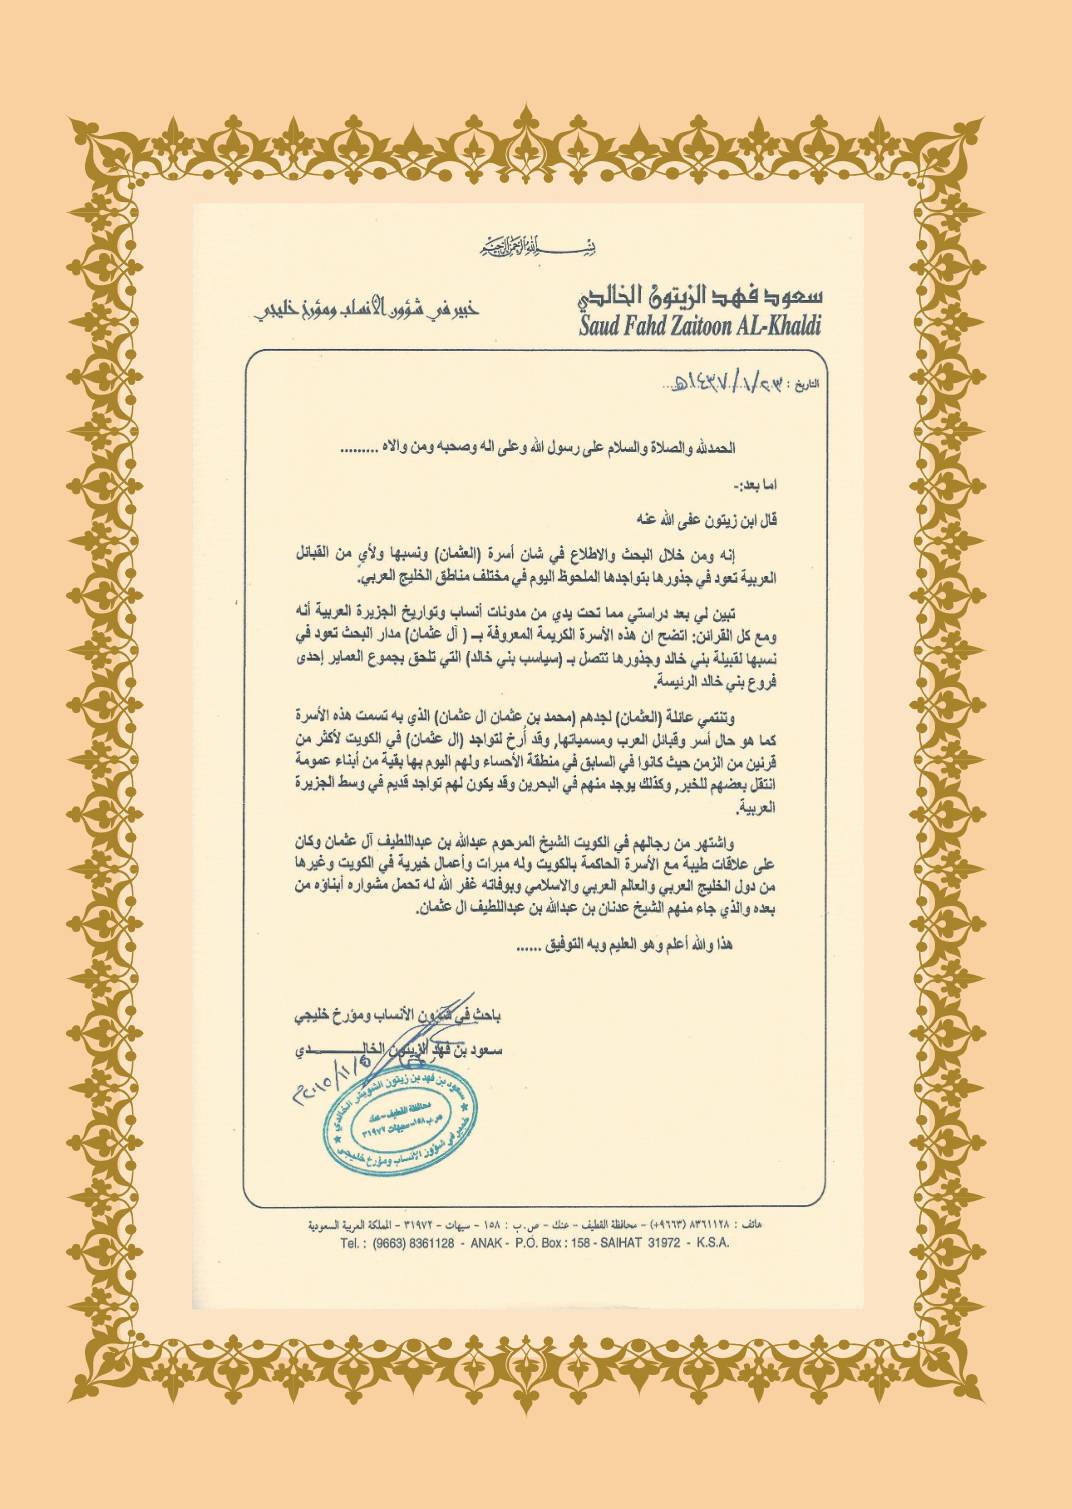 بسم الله الرحمن الرحيم
سعود فهد الزيتون الخالدي
Saud Fahd Zaitoon AL-Khaldi
خبير في شؤون الأنساب ومؤرخ خليجي
التاريخ : ٢٣/١/١٤٣٧هـ
الحمدلله والصلاة والسلام على رسول الله وعلى اله وصحبه ومن والاه .........
اما بعد:-
قال ابن زيتون عفى الله عنه
إنه ومن خلال البحث والاطلاع في شان أسرة (العثمان) ونسبها ولأيٍ من القبائل
العربية تعود في جذورها بتواجدها الملحوظ اليوم في مختلف مناطق الخليج العربي.
تبين لي بعد دراستي مما تحت يدي من مدونات أنساب وتواريخ الجزيرة العربية أنه
ومع كل القرائن: اتضح ان هذه الأسرة الكريمة المعروفة بــ ( آل عثمان) مدار البحث تعود في
نسبها لقبيلة بني خالد وجذورها تتصل بـ (سياسب بني خالد) التي تلحق بجموع العماير إحدى
فروع بني خالد الرئيسة.
وتنتمي عائلة (العثمان) لجدهم (محمد بن عثمان ال عثمان) الذي به تسمت هذه الأسرة
كما هو حال أسر وقبائل العرب ومسمياتها, وقد أُرخ لتواجد (ال عثمان) في الكويت لأكثر من
قرنين من الزمن حيث كانوا في السابق في منطقة الأحساء ولهم اليوم بها بقية من أبناء عمومة
انتقل بعضهم للخبر, وكذلك يوجد منهم في البحرين وقد يكون لهم تواجد قديم في وسط الجزيرة
العربية.
واشتهر من رجالهم في الكويت الشيخ المرحوم عبدالله بن عبداللطيف آل عثمان وكان
على علاقات طيبة مع الأسرة الحاكمة بالكويت وله مبرات وأعمال خيرية في الكويت وغيرها
من دول الخليج العربي والعالم العربي والاسلامي وبوفاته غفر الله له تحمل مشواره أبناؤه من
بعده والذي جاء منهم الشيخ عدنان بن عبدالله بن عبداللطيف ال عثمان.
هذا والله أعلم وهو العليم وبه التوفيق ......
باحث في شؤون الأنساب ومؤرخ خليجي
سعود بن فهد الزيتون الخالـــــــدي
سعود بن فهد بن زيتون الشويش الخالدي
محافظة القطيف - عنك
ص ب ١٥٨ - سيهات ٣١٩٧٢
خبير في شؤون الأنساب ومؤرخ خليجي
هاتف : ٨٣٦١١٢٨ (٩٦٦٣+) - محافظة القطيف - عنك - ص.ب : ١٥٨ - سيهات - ٣١٩٧٢ - المملكة العربية السعودية
Tel. : (9663) 8361128 - ANAK - P.O. Box : 158 - SAIHAT 31972 - K.S.A.